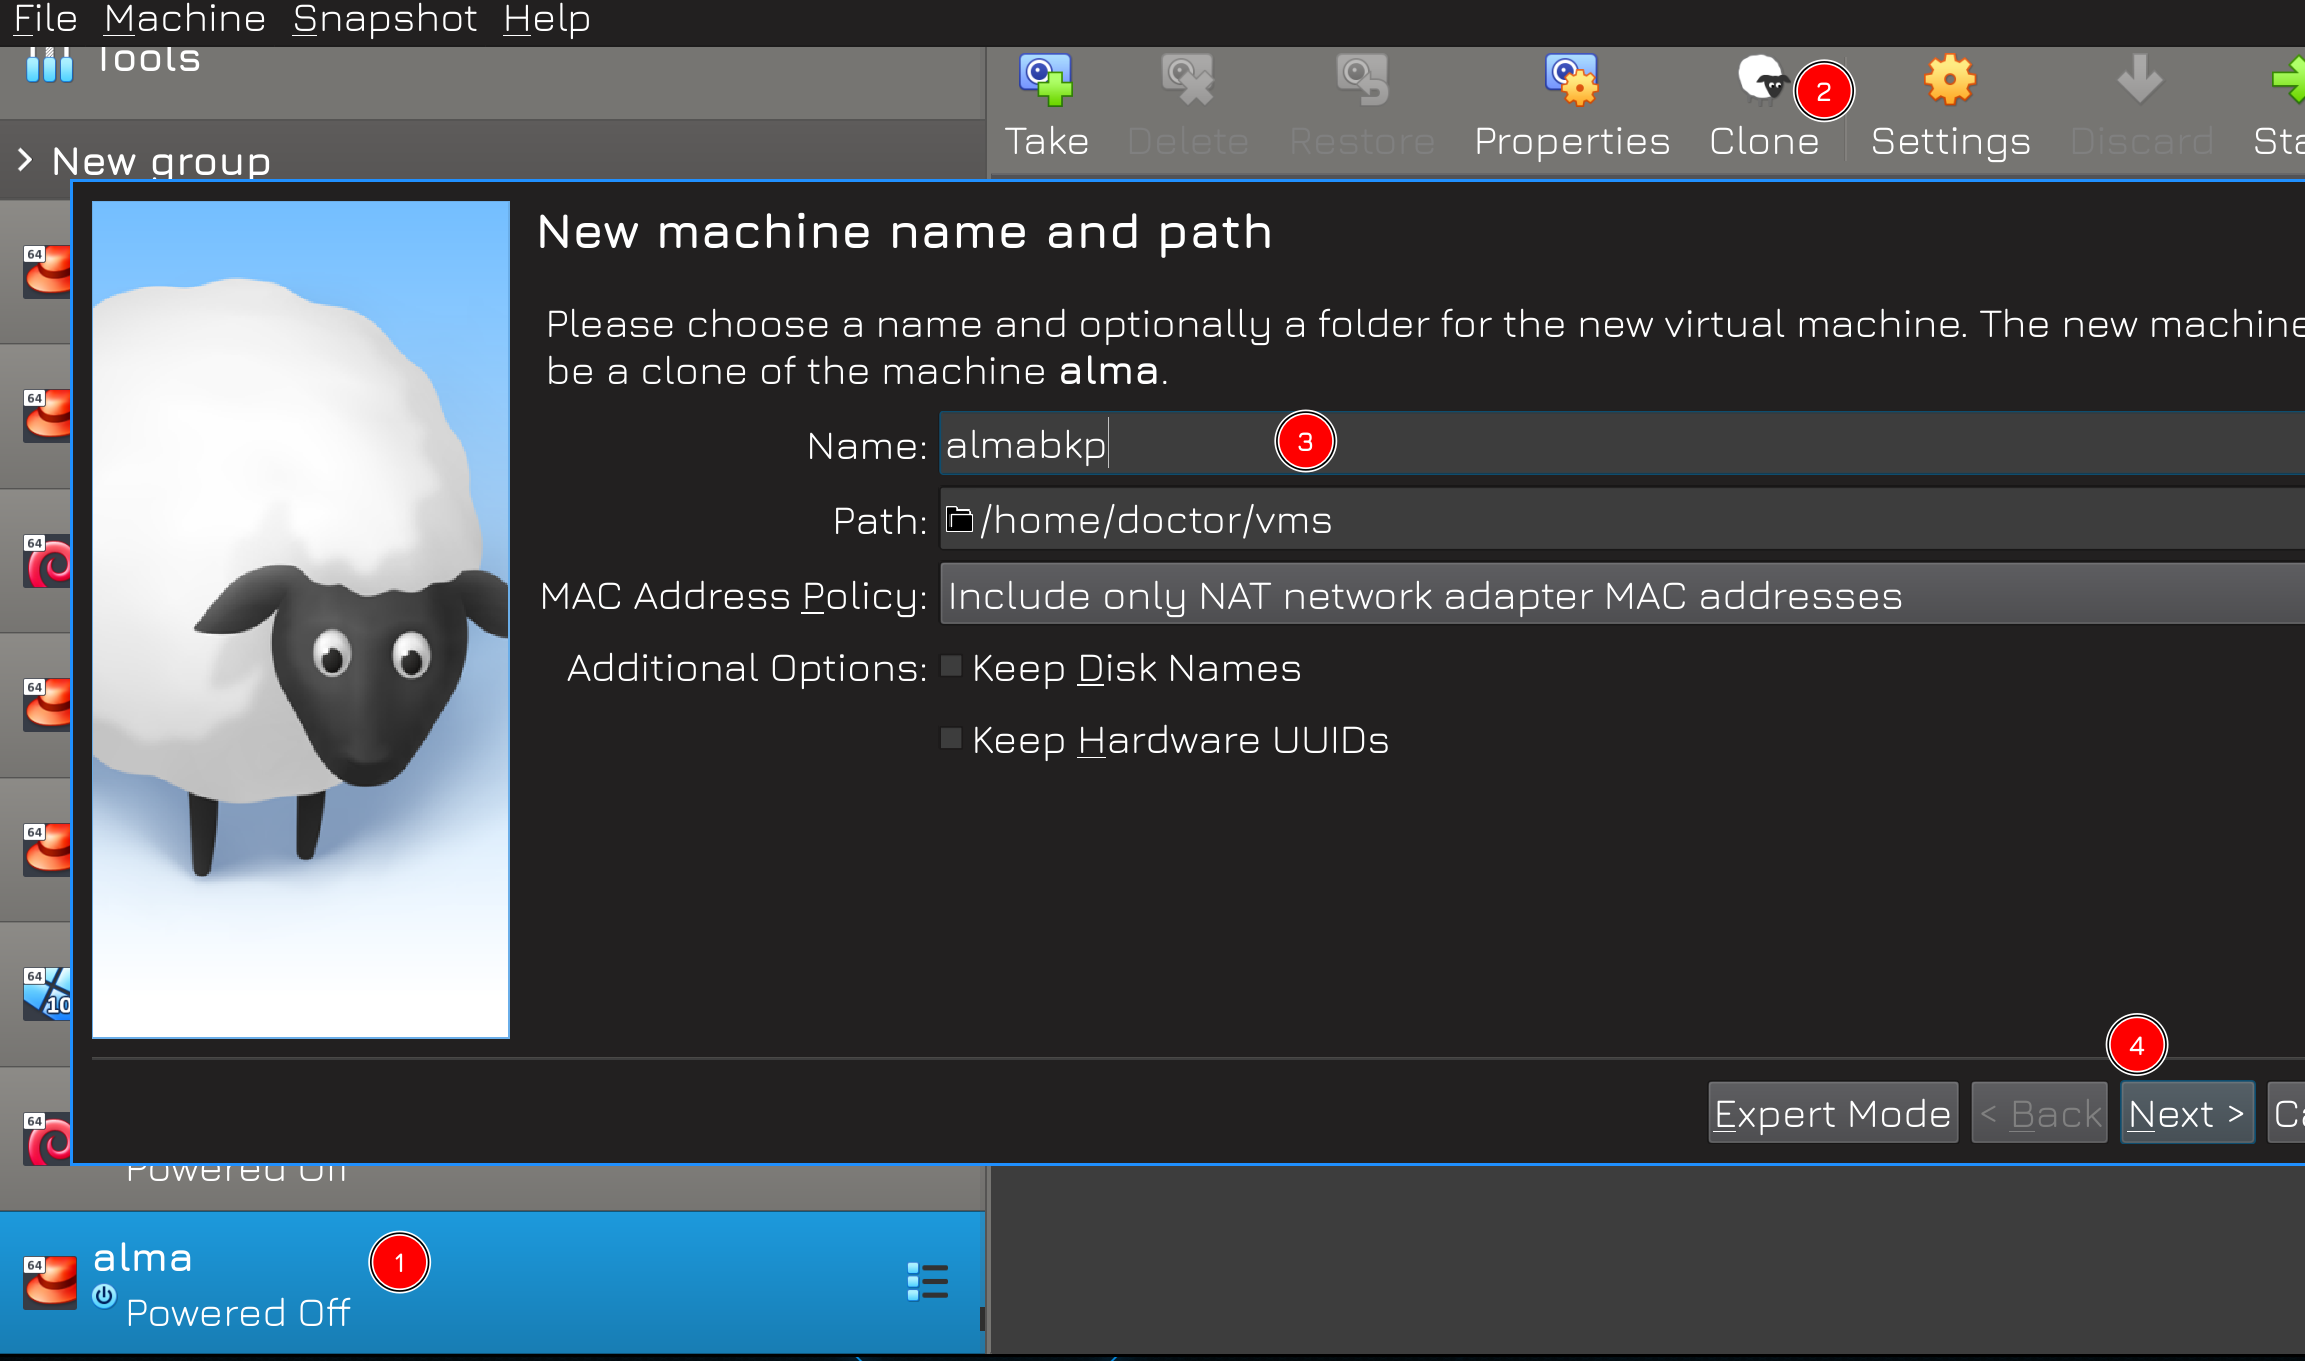 File Machine Snapshot Help
Tools
Take Delete Restore Properties Clone 2 Settings Discard
New group
New machine name and path
Please choose a name and optionally a folder for the new virtual machine. The new machine
be a clone of the machine alma.
Name: almabkp 3
Path: /home/doctor/vms
MAC Address Policy: Include only NAT network adapter MAC addresses
Additional Options: Keep Disk Names
Keep Hardware UUIDs
64
64
64
64
64
64
10
64
4
Expert Mode < Back Next >
Powered Off
64
alma 1
Powered Off